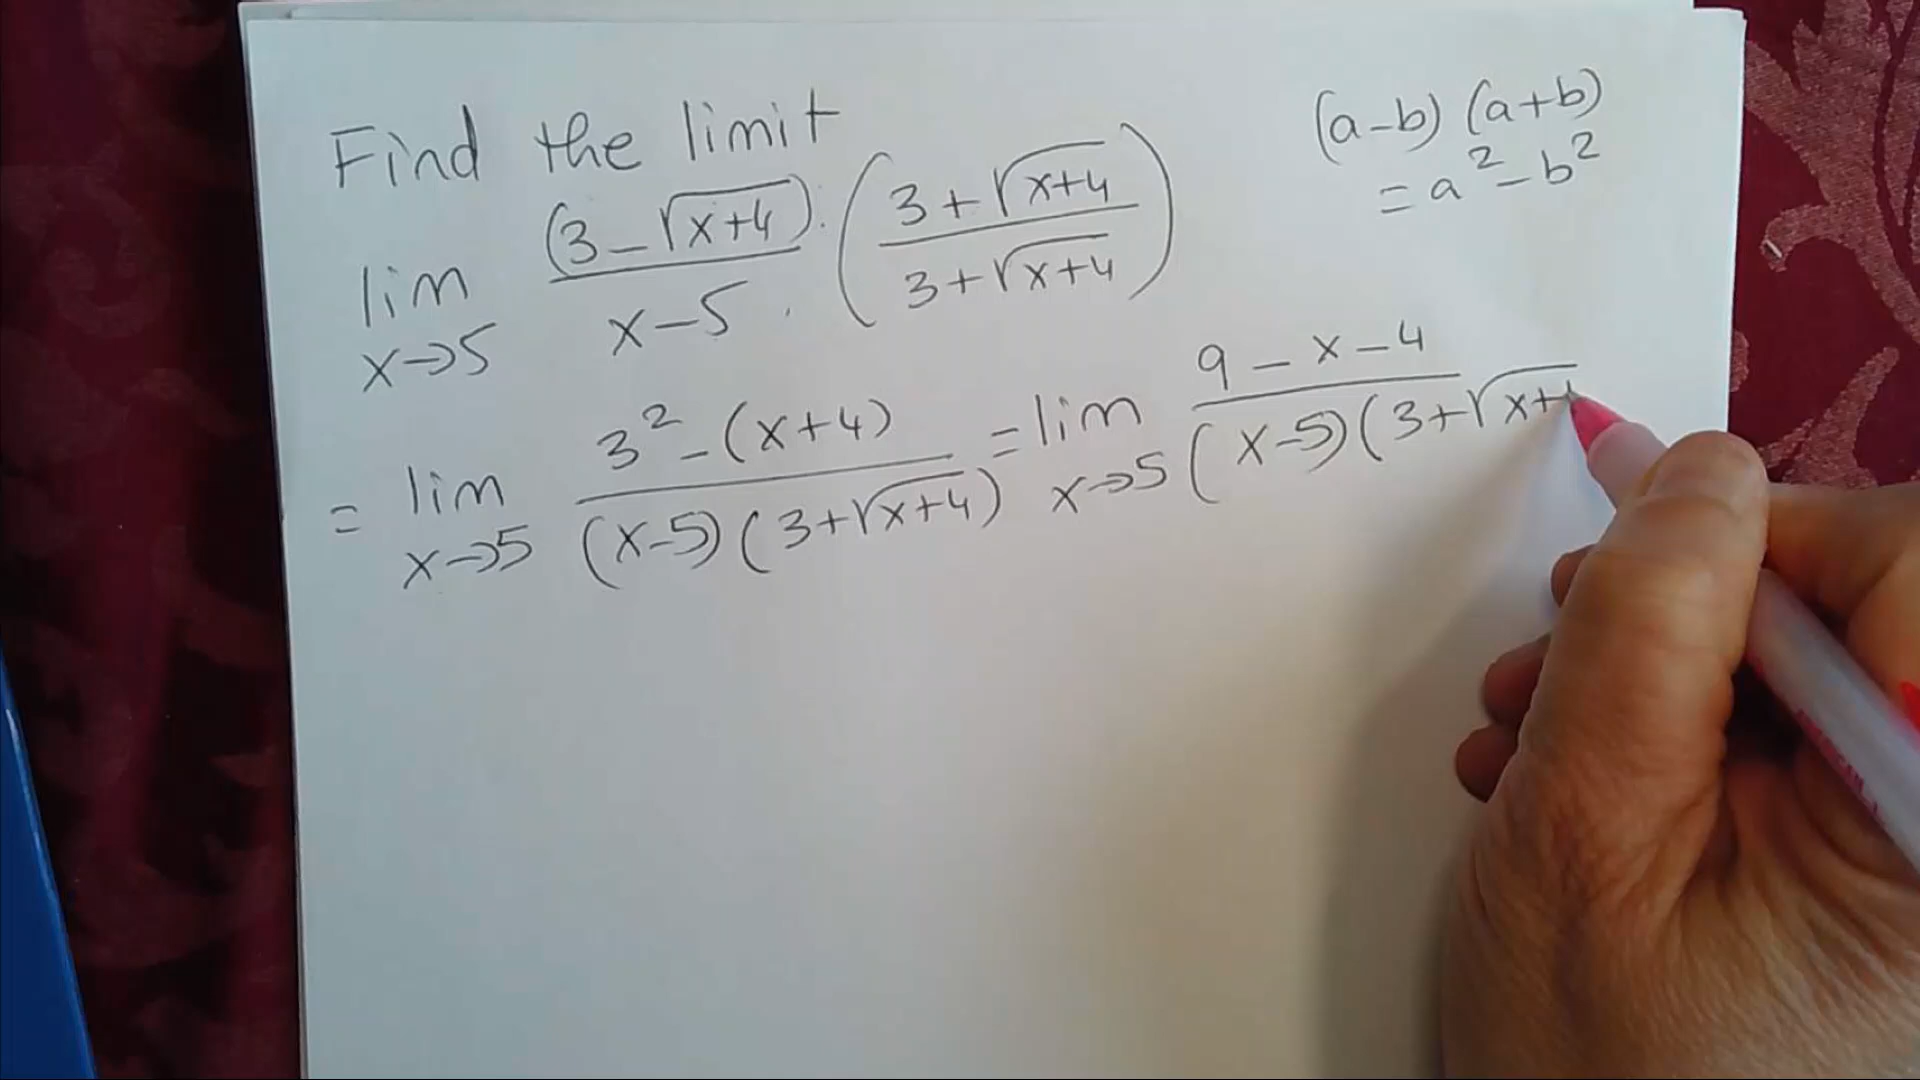 Find the limit
(a-b) (a+b)
= a² - b²
lim x→5 (3-√(x+4))/(x-5) · ((3+√(x+4))/(3+√(x+4)))
= lim x→5 (3² - (x+4))/((x-5)(3+√(x+4))) = lim x→5 (9-x-4)/((x-5)(3+√x+